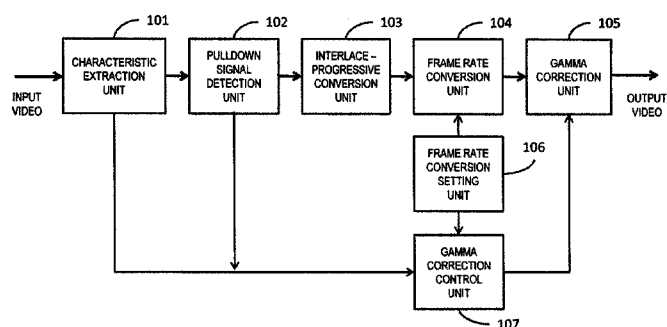 101
102
103
104
105
CHARACTERISTIC
EXTRACTION
UNIT
PULLDOWN
SIGNAL
DETECTION
UNIT
INTERLACE –
PROGRESSIVE
CONVERSION UNIT
FRAME RATE
CONVERSION UNIT
GAMMA
CORRECTION
UNIT
INPUT
VIDEO
OUTPUT
VIDEO
FRAME RATE
CONVERSION
SETTING
UNIT
106
GAMMA
CORRECTION
CONTROL
UNIT
107